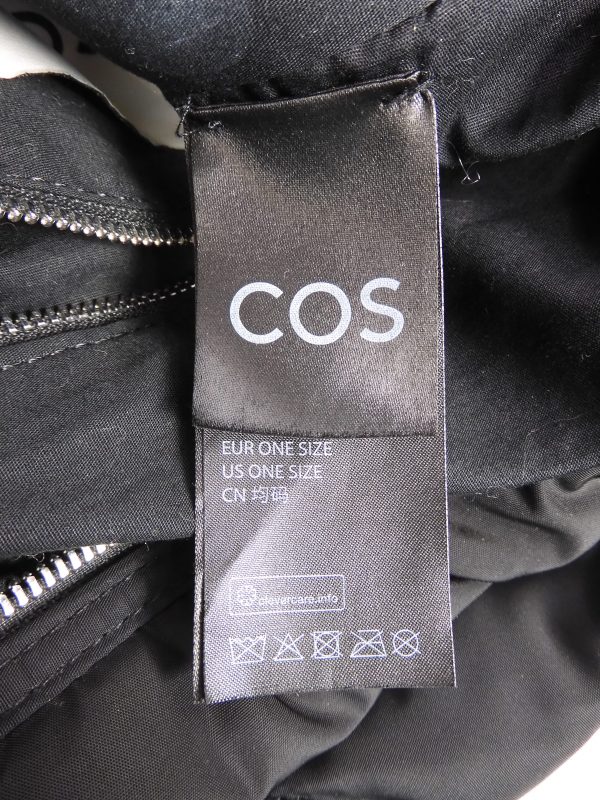 COS
EUR ONE SIZE
US ONE SIZE
CN 均码
clevercare.info